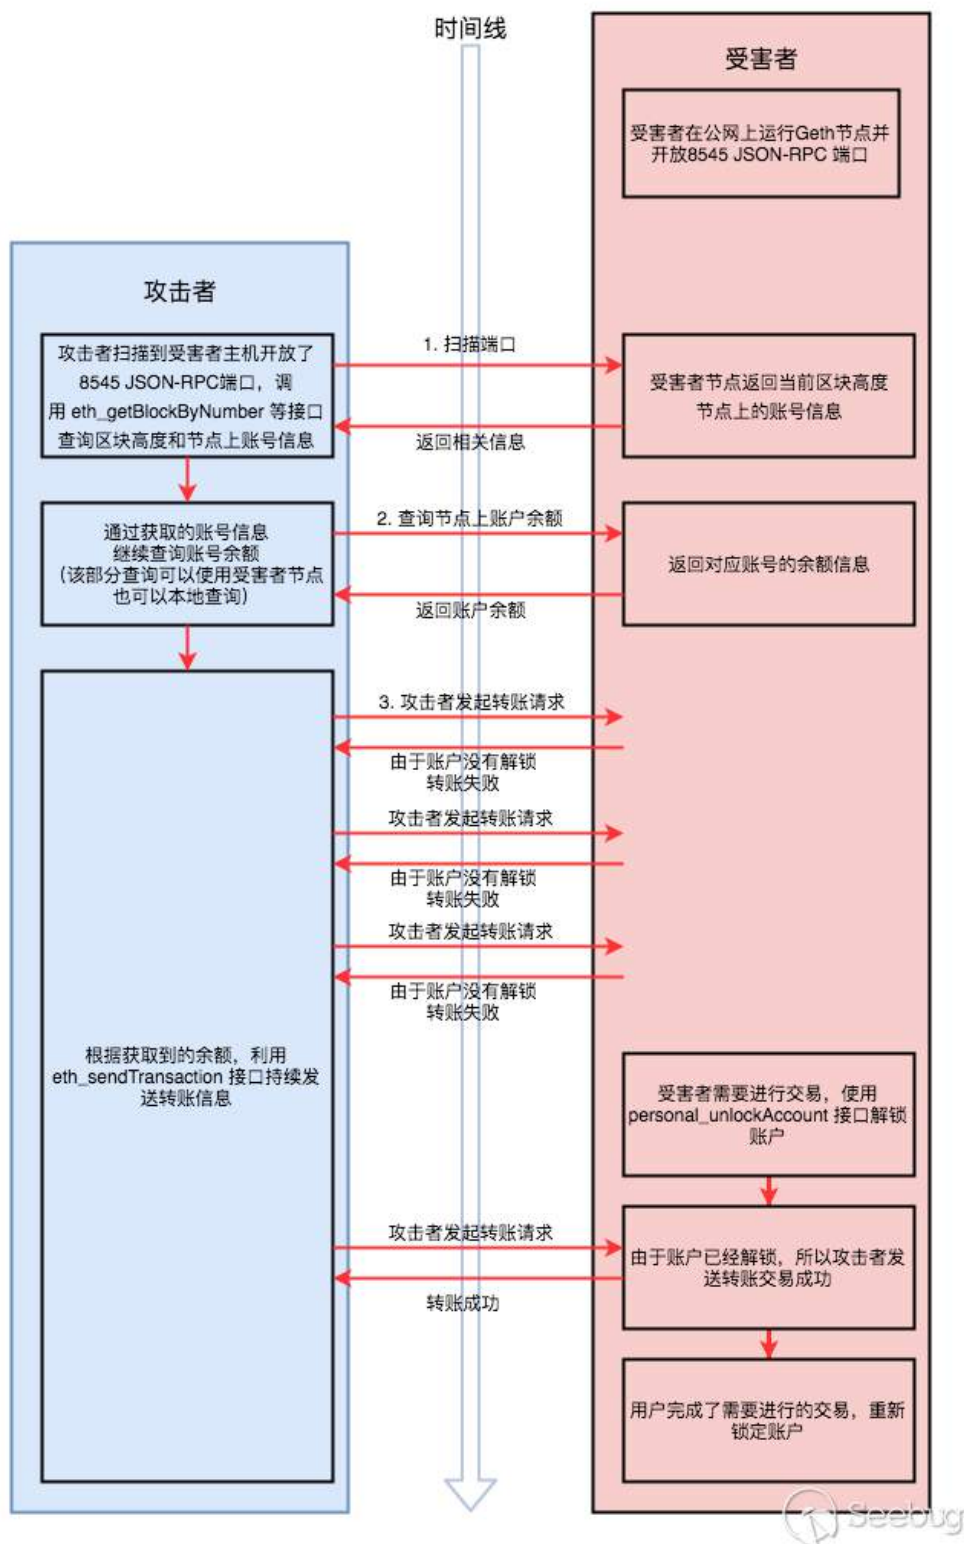 时间线
受害者
受害者在公网上运行Geth节点并
开放8545 JSON-RPC 端口
攻击者
攻击者扫描到受害者主机开放了
8545 JSON-RPC端口，调
用 eth_getBlockByNumber 等接口
查询区块高度和节点上账号信息
1. 扫描端口
返回相关信息
受害者节点返回当前区块高度
节点上的账号信息
通过获取的账号信息
继续查询账号余额
（该部分查询可以使用受害者节点
也可以本地查询）
2. 查询节点上账户余额
返回账户余额
返回对应账号的余额信息
3. 攻击者发起转账请求
由于账户没有解锁
转账失败
攻击者发起转账请求
由于账户没有解锁
转账失败
攻击者发起转账请求
由于账户没有解锁
转账失败
根据获取到的余额，利用
eth_sendTransaction 接口持续发
送转账信息
受害者需要进行交易，使用
personal_unlockAccount 接口解锁
账户
攻击者发起转账请求
转账成功
由于账户已经解锁，所以攻击者发
送转账交易成功
用户完成了需要进行的交易，重新
锁定账户
Seebug